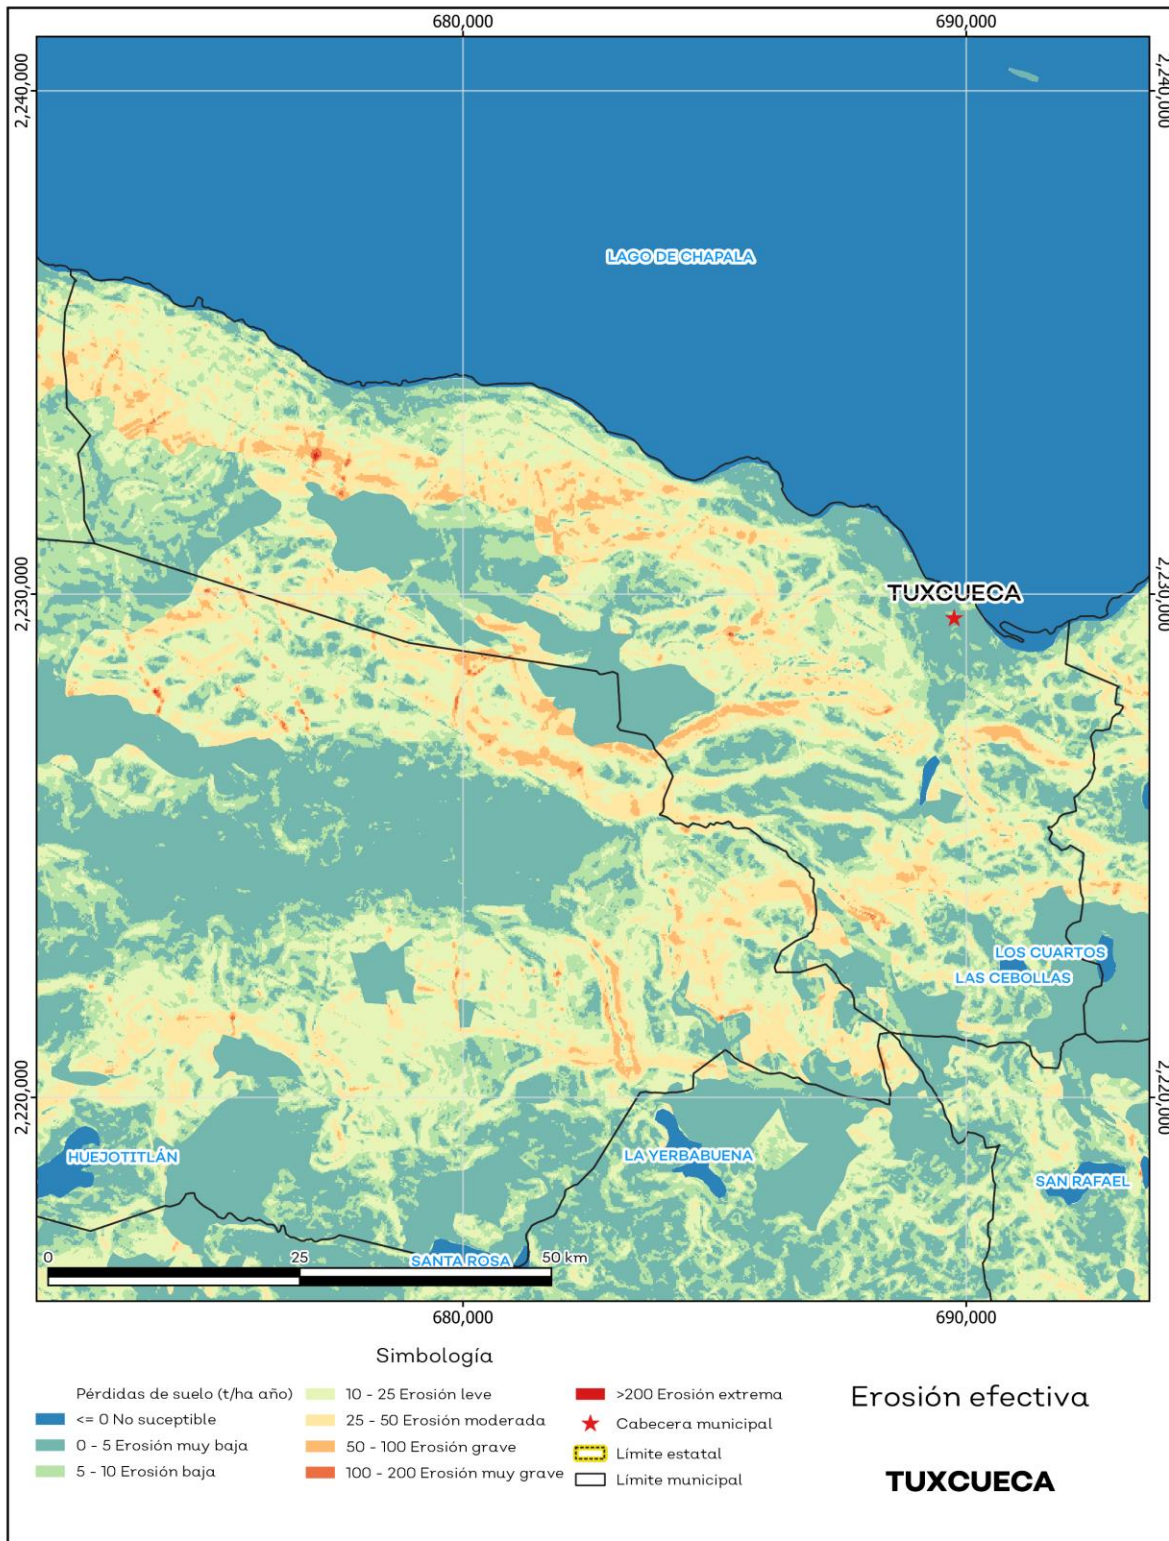 680,000
690,000
2,240,000
2,240,000
LAGO DE CHAPALA
2,230,000
TUXCUECA
2,230,000
LOS CUARTOS
LAS CEBOLLAS
2,220,000
2,220,000
HUEJOTITLÁN
LA YERBABUENA
SAN RAFAEL
SANTA ROSA
0
25
50 km
680,000
690,000
Simbología
Pérdidas de suelo (t/ha año)
<= 0 No suceptible
0 - 5 Erosión muy baja
5 - 10 Erosión baja
10 - 25 Erosión leve
25 - 50 Erosión moderada
50 - 100 Erosión grave
100 - 200 Erosión muy grave
>200 Erosión extrema
Cabecera municipal
Límite estatal
Límite municipal
Erosión efectiva
TUXCUECA